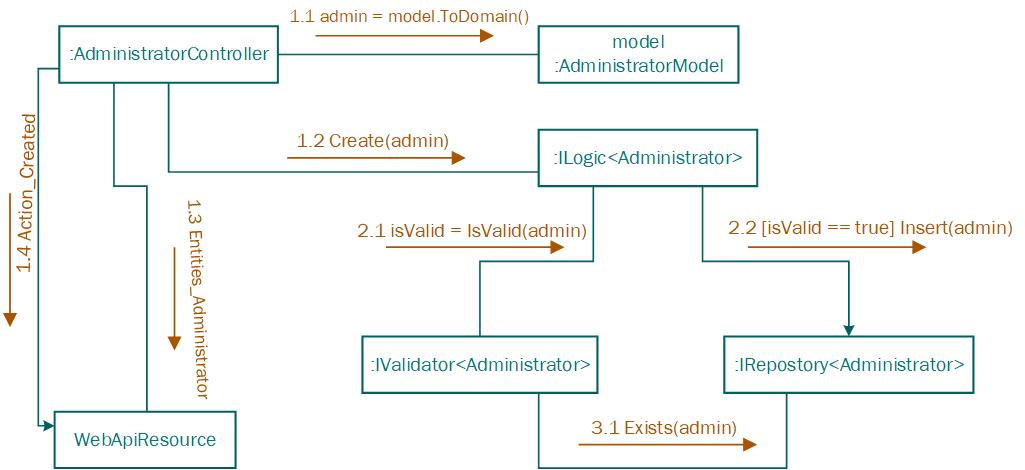 1.1 admin = model.ToDomain()
:AdministratorController
model
:AdministratorModel
1.2 Create(admin)
:ILogic<Administrator>
1.4 Action_Created
1.3 Entities_Administrator
2.1 isValid = IsValid(admin)
2.2 [isValid == true] Insert(admin)
:IValidator<Administrator>
:IRepostory<Administrator>
3.1 Exists(admin)
WebApiResource